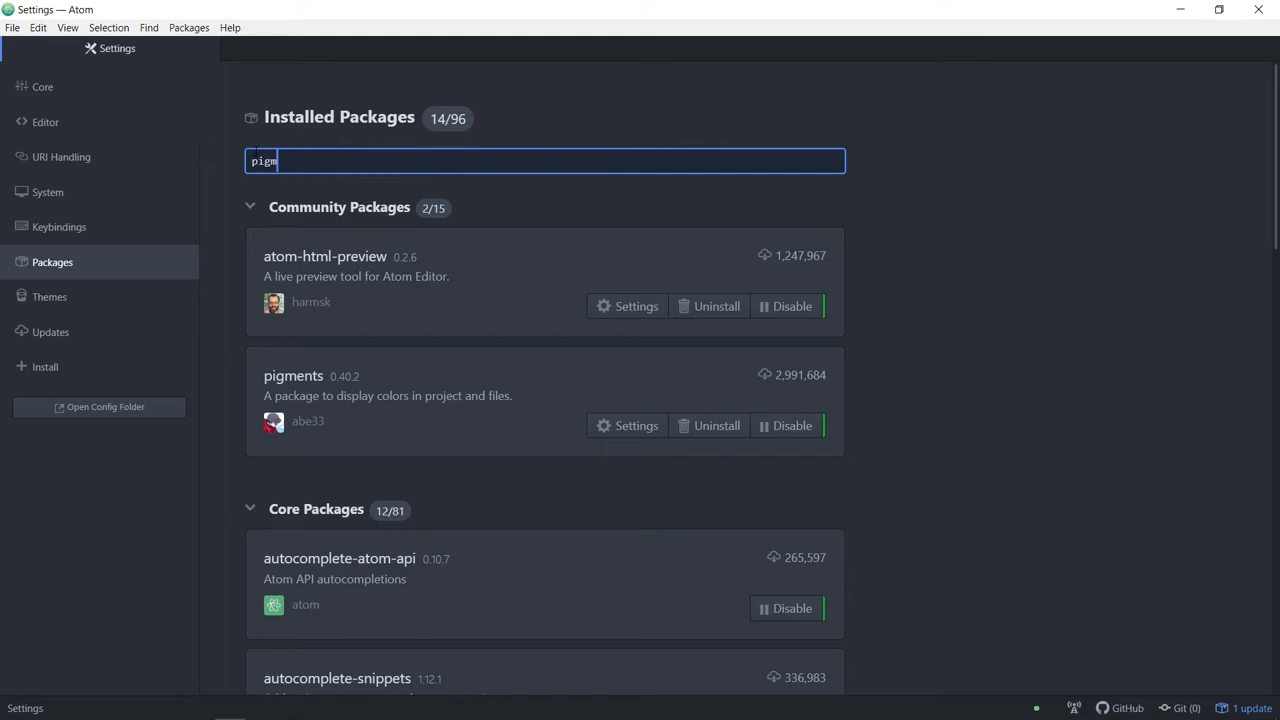 Settings — Atom
File Edit View Selection Find Packages Help
Settings
Core
Editor
URI Handling
System
Keybindings
Packages
Themes
Updates
Install
Open Config Folder
Installed Packages 14/96
pigm
Community Packages 2/15
atom-html-preview 0.2.6 1,247,967
A live preview tool for Atom Editor.
harmsk
Settings Uninstall Disable
pigments 0.40.2 2,991,684
A package to display colors in project and files.
abe33
Settings Uninstall Disable
Core Packages 12/81
autocomplete-atom-api 0.10.7 265,597
Atom API autocompletions
atom
Disable
autocomplete-snippets 1.12.1 336,983
Settings GitHub Git (0) 1 update